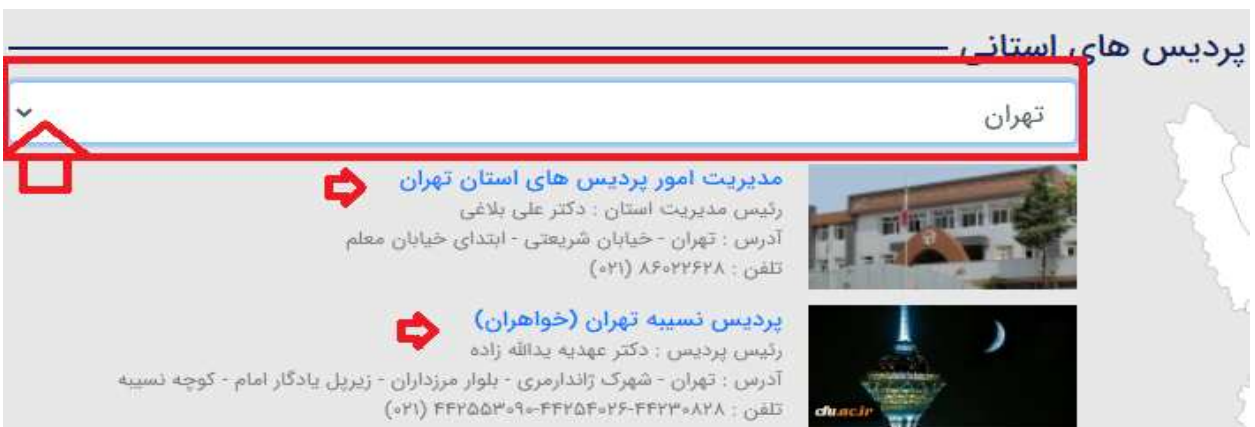 پردیس های استانی
تهران
مدیریت امور پردیس های استان تهران
رئیس مدیریت استان : دکتر علی بلاغی
آدرس : تهران - خیابان شریعتی - ابتدای خیابان معلم
تلفن : ۸۶۰۲۲۶۲۸ (۰۲۱)
پردیس نسیبه تهران (خواهران)
رئیس پردیس : دکتر عهدیه یدالله زاده
آدرس : تهران - شهرک ژاندارمری - بلوار مرزداران - زیرپل یادگار امام - کوچه نسیبه
تلفن : ۴۴۲۳۰۸۲۸-۴۴۲۵۴۰۲۶-۴۴۲۵۵۳۰۹۰ (۰۲۱)
cfu.ac.ir